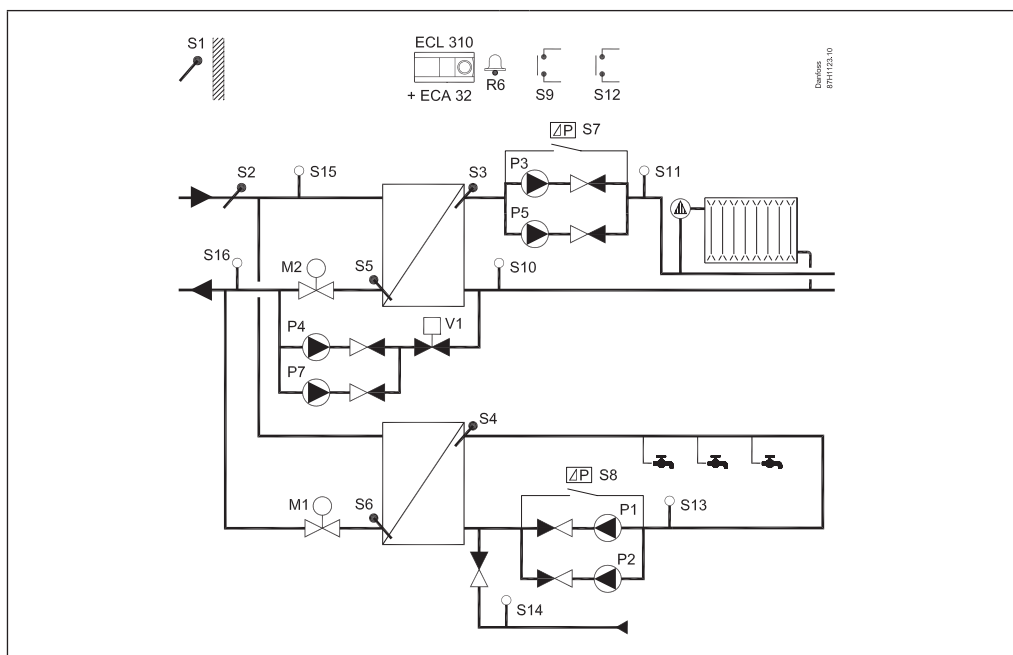 S1
ECL 310
+ ECA 32
R6
S9
S12
Danfoss
87H1123.10
S2
S15
S3
P3
P5
⊿P S7
S11
S16
M2
S5
S10
P4
V1
P7
S4
⊿P S8
M1
S6
P1
S13
P2
S14